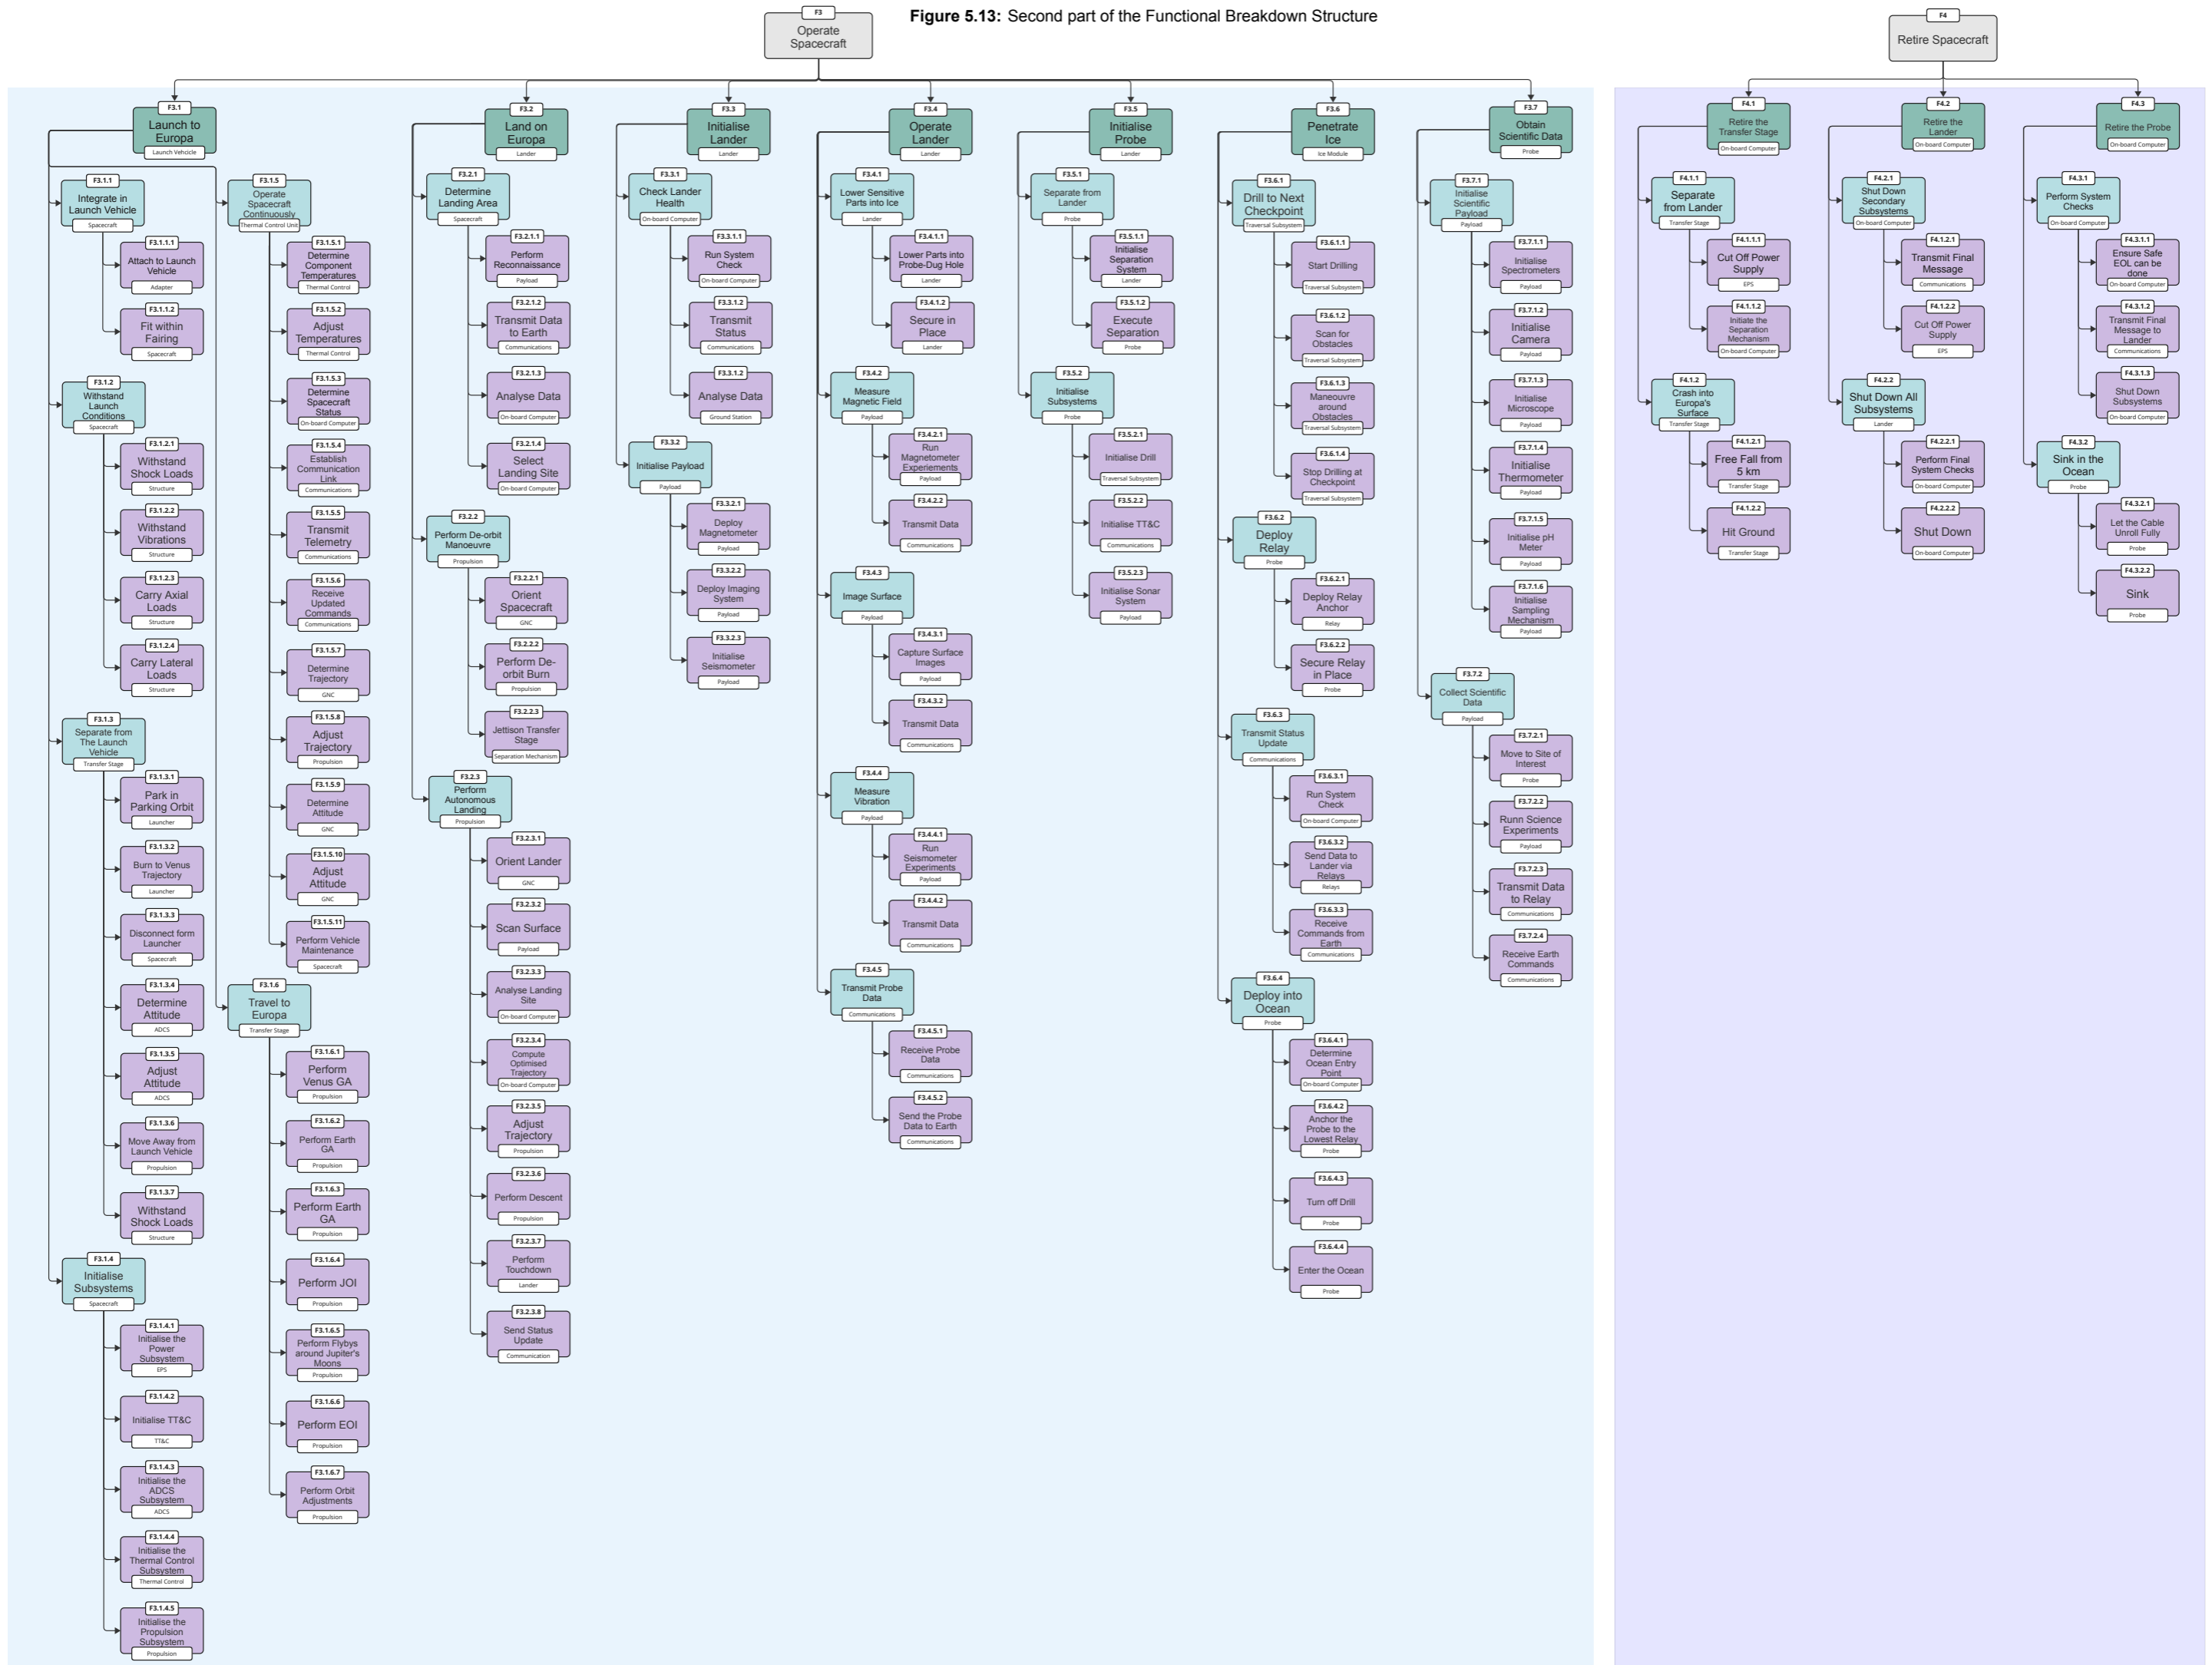 Figure 5.13: Second part of the Functional Breakdown Structure
F3
Operate
Spacecraft
F4
Retire Spacecraft
F3.1
Launch to
Europa
Launch Vehcicle
F3.1.1
Integrate in
Launch Vehicle
Spacecraft
F3.1.1.1
Attach to Launch
Vehicle
Adapter
F3.1.1.2
Fit within
Fairing
Spacecraft
F3.1.2
Withstand
Launch
Conditions
Spacecraft
F3.1.2.1
Withstand
Shock Loads
Structure
F3.1.2.2
Withstand
Vibrations
Structure
F3.1.2.3
Carry Axial
Loads
Structure
F3.1.2.4
Carry Lateral
Loads
Structure
F3.1.3
Separate from
The Launch
Vehicle
Transfer Stage
F3.1.3.1
Park in
Parking Orbit
Launcher
F3.1.3.2
Burn to Venus
Trajectory
Launcher
F3.1.3.3
Disconnect form
Launcher
Spacecraft
F3.1.3.4
Determine
Attitude
ADCS
F3.1.3.5
Adjust
Attitude
ADCS
F3.1.3.6
Move Away from
Launch Vehicle
Propulsion
F3.1.3.7
Withstand
Shock Loads
Structure
F3.1.4
Initialise
Subsystems
Spacecraft
F3.1.4.1
Initialise the
Power
Subsystem
EPS
F3.1.4.2
Initialise TT&C
TT&C
F3.1.4.3
Initialise the
ADCS
Subsystem
ADCS
F3.1.4.4
Initialise the
Thermal Control
Subsystem
Thermal Control
F3.1.4.5
Initialise the
Propulsion
Subsystem
Propulsion
F3.1.5
Operate
Spacecraft
Continuously
Thermal Control Unit
F3.1.5.1
Determine
Component
Temperatures
Thermal Control
F3.1.5.2
Adjust
Temperatures
Thermal Control
F3.1.5.3
Determine
Spacecraft
Status
On-board Computer
F3.1.5.4
Establish
Communication
Link
Communications
F3.1.5.5
Transmit
Telemetry
Communications
F3.1.5.6
Receive
Updated
Commands
Communications
F3.1.5.7
Determine
Trajectory
GNC
F3.1.5.8
Adjust
Trajectory
Propulsion
F3.1.5.9
Determine
Attitude
GNC
F3.1.5.10
Adjust
Attitude
GNC
F3.1.5.11
Perform Vehicle
Maintenance
Spacecraft
F3.1.6
Travel to
Europa
Transfer Stage
F3.1.6.1
Perform
Venus GA
Propulsion
F3.1.6.2
Perform Earth
GA
Propulsion
F3.1.6.3
Perform Earth
GA
Propulsion
F3.1.6.4
Perform JOI
Propulsion
F3.1.6.5
Perform Flybys
around Jupiter's
Moons
Propulsion
F3.1.6.6
Perform EOI
Propulsion
F3.1.6.7
Perform Orbit
Adjustments
Propulsion
F3.2
Land on
Europa
Lander
F3.2.1
Determine
Landing Area
Spacecraft
F3.2.1.1
Perform
Reconnaissance
Payload
F3.2.1.2
Transmit Data
to Earth
Communications
F3.2.1.3
Analyse Data
On-board Computer
F3.2.1.4
Select
Landing Site
On-board Computer
F3.2.2
Perform De-orbit
Manoeuvre
Propulsion
F3.2.2.1
Orient
Spacecraft
GNC
F3.2.2.2
Perform De-
orbit Burn
Propulsion
F3.2.2.3
Jettison Transfer
Stage
Separation Mechanism
F3.2.3
Perform
Autonomous
Landing
Propulsion
F3.2.3.1
Orient Lander
GNC
F3.2.3.2
Scan Surface
Payload
F3.2.3.3
Analyse Landing
Site
On-board Computer
F3.2.3.4
Compute
Optimised
Trajectory
On-board Computer
F3.2.3.5
Adjust
Trajectory
Propulsion
F3.2.3.6
Perform Descent
Propulsion
F3.2.3.7
Perform
Touchdown
Lander
F3.2.3.8
Send Status
Update
Communication
F3.3
Initialise
Lander
Lander
F3.3.1
Check Lander
Health
On-board Computer
F3.3.1.1
Run System
Check
On-board Computer
F3.3.1.2
Transmit
Status
Communications
F3.3.1.2
Analyse Data
Ground Station
F3.3.2
Initialise Payload
Payload
F3.3.2.1
Deploy
Magnetometer
Payload
F3.3.2.2
Deploy Imaging
System
Payload
F3.3.2.3
Initialise
Seismometer
Payload
F3.4
Operate
Lander
Lander
F3.4.1
Lower Sensitive
Parts into Ice
Lander
F3.4.1.1
Lower Parts into
Probe-Dug Hole
Lander
F3.4.1.2
Secure in
Place
Lander
F3.4.2
Measure
Magnetic Field
Payload
F3.4.2.1
Run
Magnetometer
Experiements
Payload
F3.4.2.2
Transmit Data
Communications
F3.4.3
Image Surface
Payload
F3.4.3.1
Capture Surface
Images
Payload
F3.4.3.2
Transmit Data
Communications
F3.4.4
Measure
Vibration
Payload
F3.4.4.1
Run
Seismometer
Experiments
Payload
F3.4.4.2
Transmit Data
Communications
F3.4.5
Transmit Probe
Data
Communications
F3.4.5.1
Receive Probe
Data
Communications
F3.4.5.2
Send the Probe
Data to Earth
Communications
F3.5
Initialise
Probe
Lander
F3.5.1
Separate from
Lander
Probe
F3.5.1.1
Initialise
Separation
System
Lander
F3.5.1.2
Execute
Separation
Probe
F3.5.2
Initialise
Subsystems
Probe
F3.5.2.1
Initialise Drill
Traversal Subsystem
F3.5.2.2
Initialise TT&C
Communications
F3.5.2.3
Initialise Sonar
System
Payload
F3.6
Penetrate
Ice
Ice Module
F3.6.1
Drill to Next
Checkpoint
Traversal Subsystem
F3.6.1.1
Start Drilling
Traversal Subsystem
F3.6.1.2
Scan for
Obstacles
Traversal Subsystem
F3.6.1.3
Maneouvre
around
Obstacles
Traversal Subsystem
F3.6.1.4
Stop Drilling at
Checkpoint
Traversal Subsystem
F3.6.2
Deploy
Relay
Probe
F3.6.2.1
Deploy Relay
Anchor
Relay
F3.6.2.2
Secure Relay
in Place
Probe
F3.6.3
Transmit Status
Update
Communications
F3.6.3.1
Run System
Check
On-board Computer
F3.6.3.2
Send Data to
Lander via
Relays
Relays
F3.6.3.3
Receive
Commands from
Earth
Communications
F3.6.4
Deploy into
Ocean
Probe
F3.6.4.1
Determine
Ocean Entry
Point
On-board Computer
F3.6.4.2
Anchor the
Probe to the
Lowest Relay
Probe
F3.6.4.3
Turn off Drill
Probe
F3.6.4.4
Enter the Ocean
Probe
F3.7
Obtain
Scientific Data
Probe
F3.7.1
Initialise
Scientific
Payload
Payload
F3.7.1.1
Initialise
Spectrometers
Payload
F3.7.1.2
Initialise
Camera
Payload
F3.7.1.3
Initialise
Microscope
Payload
F3.7.1.4
Initialise
Thermometer
Payload
F3.7.1.5
Initialise pH
Meter
Payload
F3.7.1.6
Initialise
Sampling
Mechanism
Payload
F3.7.2
Collect Scientific
Data
Payload
F3.7.2.1
Move to Site of
Interest
Probe
F3.7.2.2
Runn Science
Experiments
Payload
F3.7.2.3
Transmit Data
to Relay
Communications
F3.7.2.4
Receive Earth
Commands
Communications
F4.1
Retire the
Transfer Stage
On-board Computer
F4.1.1
Separate
from Lander
Transfer Stage
F4.1.1.1
Cut Off Power
Supply
EPS
F4.1.1.2
Initiate the
Separation
Mechanism
On-board Computer
F4.1.2
Crash into
Europa's
Surface
Transfer Stage
F4.1.2.1
Free Fall from
5 km
Transfer Stage
F4.1.2.2
Hit Ground
Transfer Stage
F4.2
Retire the
Lander
On-board Computer
F4.2.1
Shut Down
Secondary
Subsystems
On-board Computer
F4.1.2.1
Transmit Final
Message
Communications
F4.1.2.2
Cut Off Power
Supply
EPS
F4.2.2
Shut Down All
Subsystems
Lander
F4.2.2.1
Perform Final
System Checks
On-board Computer
F4.2.2.2
Shut Down
On-board Computer
F4.3
Retire the Probe
On-board Computer
F4.3.1
Perform System
Checks
On-board Computer
F4.3.1.1
Ensure Safe
EOL can be
done
On-board Computer
F4.3.1.2
Transmit Final
Message to
Lander
Communications
F4.3.1.3
Shut Down
Subsystems
On-board Computer
F4.3.2
Sink in the
Ocean
Probe
F4.3.2.1
Let the Cable
Unroll Fully
Probe
F4.3.2.2
Sink
Probe